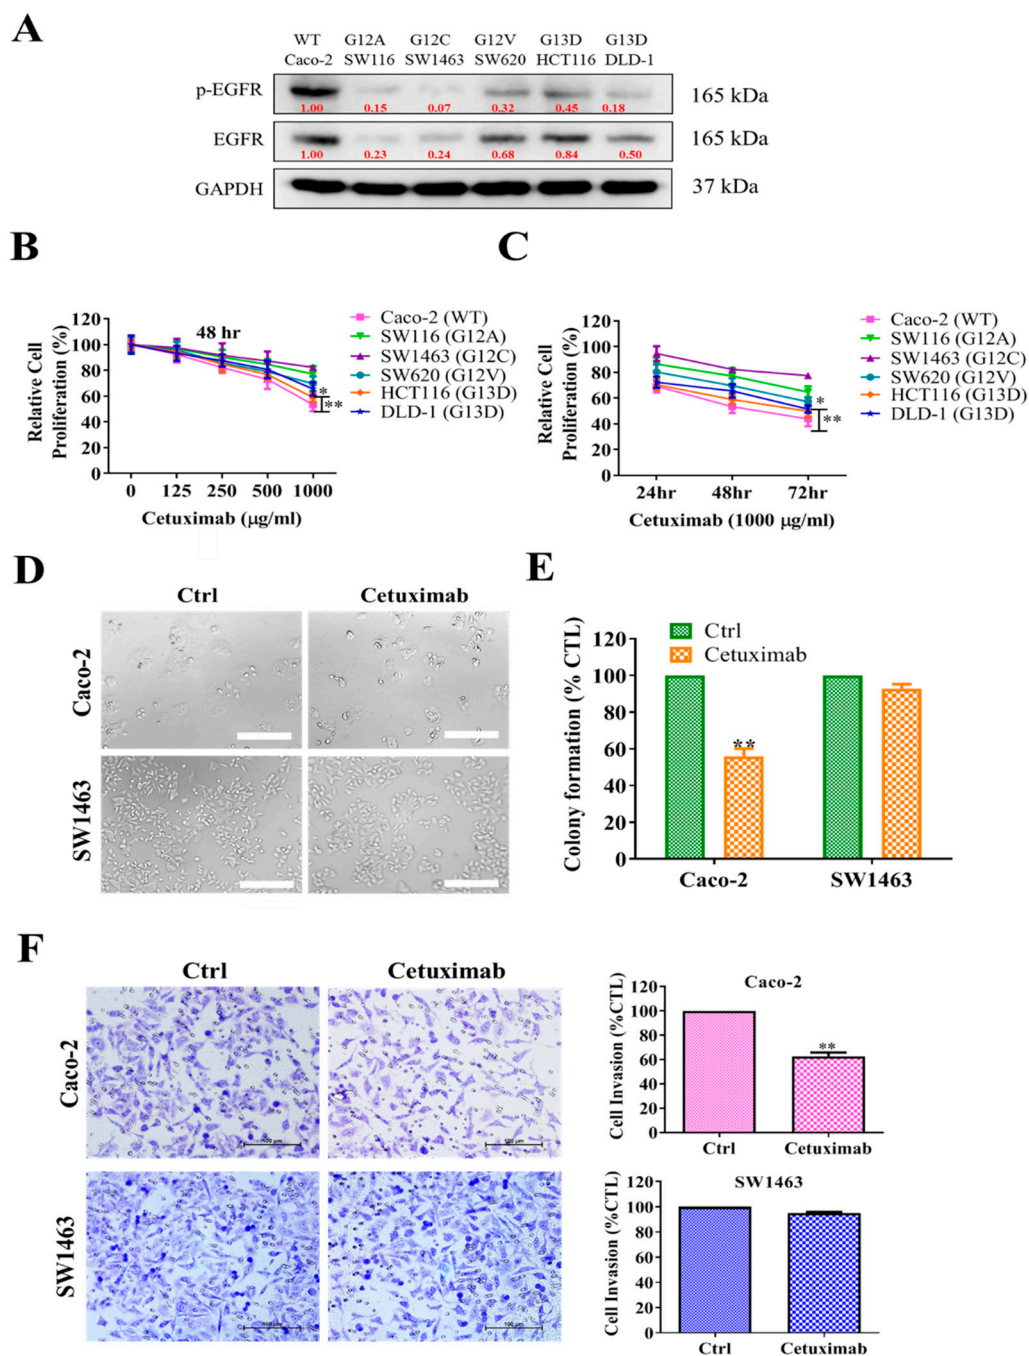 A
WT G12A G12C G12V G13D G13D
Caco-2 SW116 SW1463 SW620 HCT116 DLD-1
p-EGFR 165 kDa
1.00 0.15 0.07 0.32 0.45 0.18
EGFR 165 kDa
1.00 0.23 0.24 0.68 0.84 0.50
GAPDH 37 kDa
B
Relative Cell
Proliferation (%)
120
100
80
60
40
20
0
48 hr
Caco-2 (WT)
SW116 (G12A)
SW1463 (G12C)
SW620 (G12V)
HCT116 (G13D)
DLD-1 (G13D)
*
**
0 125 250 500 1000
Cetuximab (μg/ml)
C
Relative Cell
Proliferation (%)
120
100
80
60
40
20
0
Caco-2 (WT)
SW116 (G12A)
SW1463 (G12C)
SW620 (G12V)
HCT116 (G13D)
DLD-1 (G13D)
*
**
24hr 48hr 72hr
Cetuximab (1000 μg/ml)
D
Ctrl Cetuximab
Caco-2
SW1463
E
Colony formation (% CTL)
120
100
80
60
40
20
0
Ctrl
Cetuximab
**
Caco-2 SW1463
F
Ctrl Cetuximab
Caco-2
100 μm 100 μm
SW1463
100 μm 100 μm
Caco-2
Cell Invasion (%CTL)
120
100
80
60
40
20
0
**
Ctrl Cetuximab
SW1463
Cell Invasion (%CTL)
120
100
80
60
40
20
0
Ctrl Cetuximab